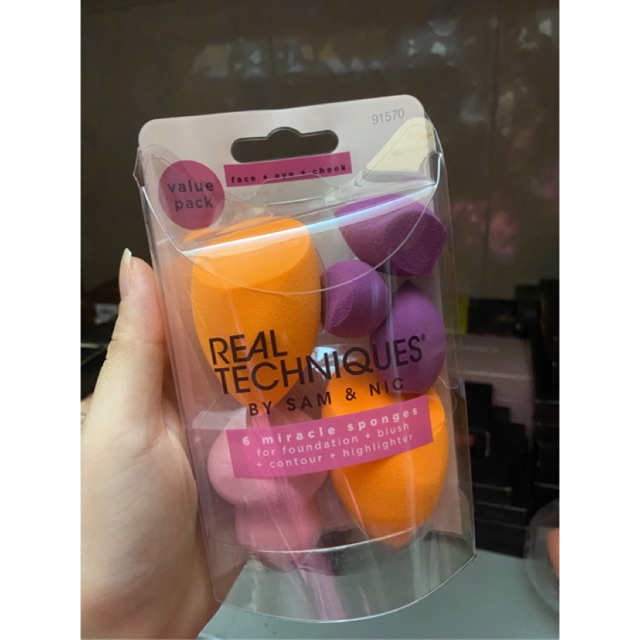 91570
value
pack
face + eye + cheek
REAL
TECHNIQUES®
BY SAM & NIC
6 miracle sponges
for foundation + blush
+ contour + highlighter